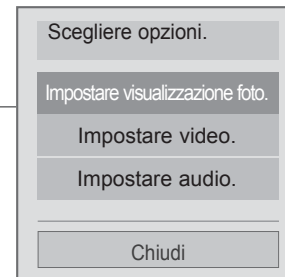 Scegliere opzioni.
Impostare visualizzazione foto.
Impostare video.
Impostare audio.
Chiudi